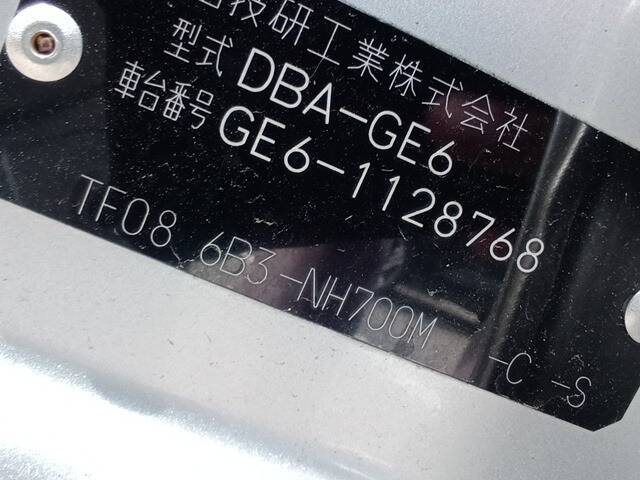 技研工業株式会社
型式 DBA-GE6
車台番号 GE6-1128768
TF08 6B3-NH700M -C -S